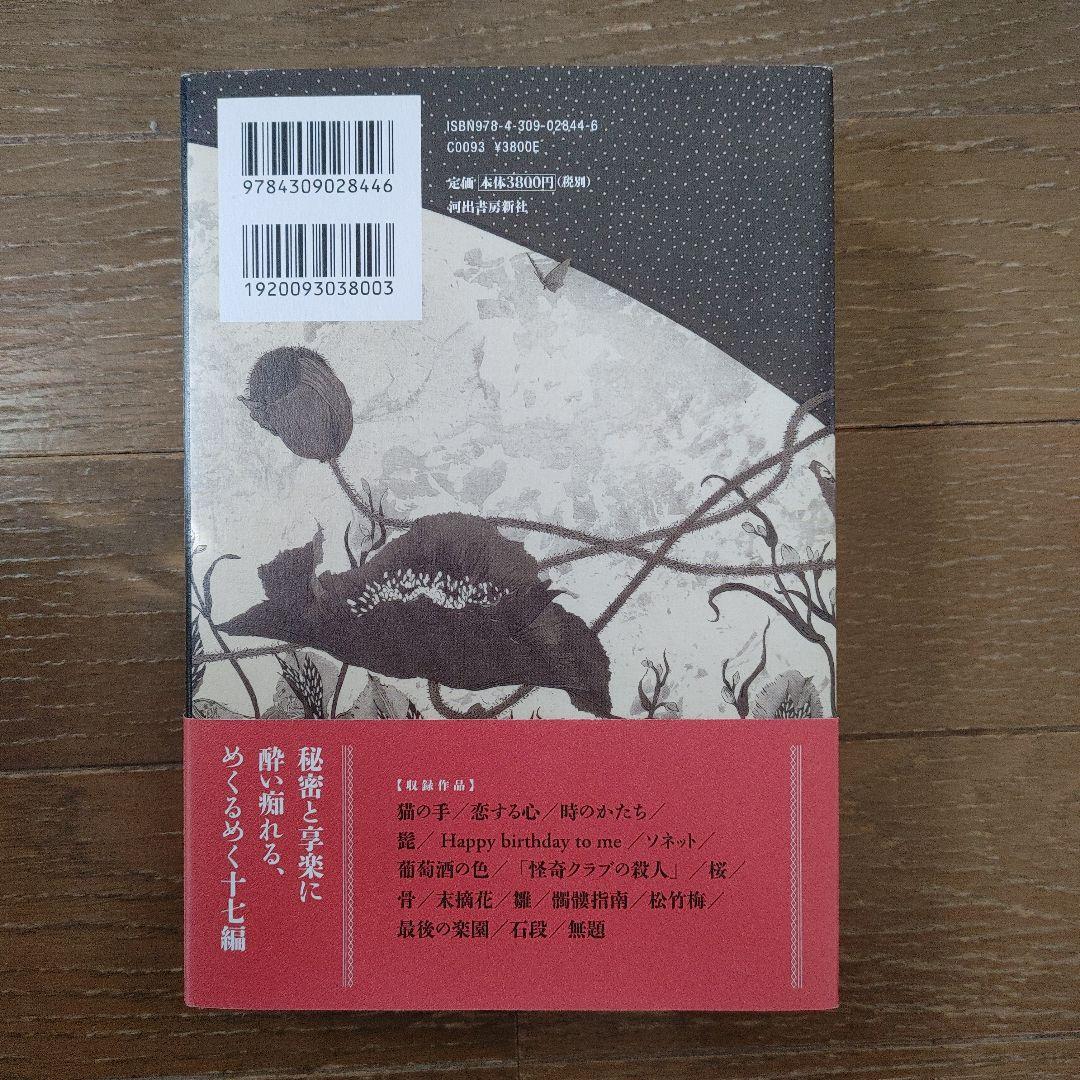 9784309028446
1920093038003
ISBN978-4-309-02844-6
C0093 ¥3800E
定価 本体3800円（税別）
河出書房新社
秘密と享楽に
酔い痴れる、
めくるめく十七編
【収録作品】
猫の手／恋する心／時のかたち／
髭／Happy birthday to me／ソネット／
葡萄酒の色／「怪奇クラブの殺人」／桜／
骨／末摘花／雛／髑髏指南／松竹梅／
最後の楽園／石段／無題